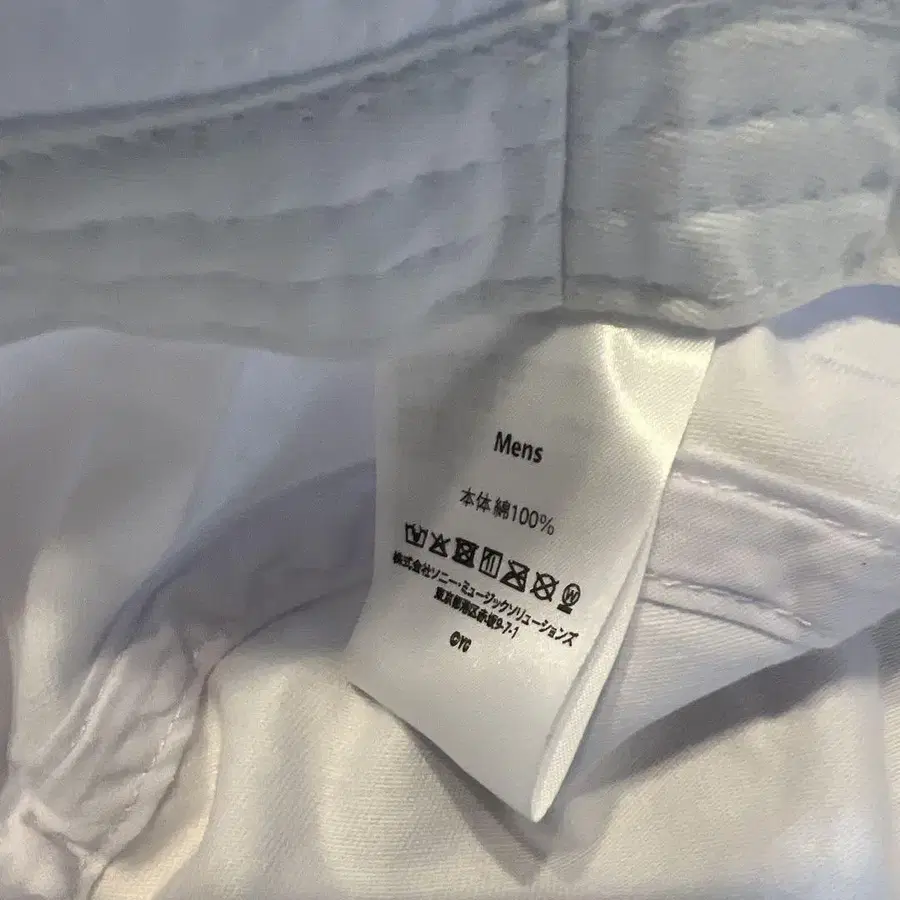 Mens
本体 綿100%
株式会社ソニー・ミュージックソリューションズ
東京都港区赤坂9-7-1
©YG